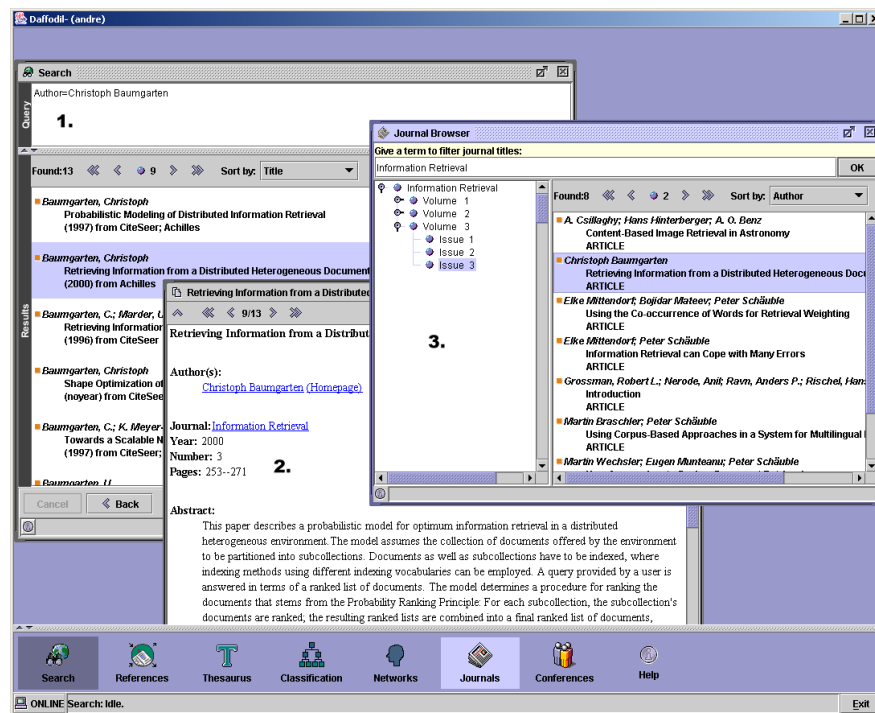 Daffodil- (andre)
Search
Query
Author=Christoph Baumgarten
1.
Results
Found:13
9
Sort by:
Title
Baumgarten, Christoph
Probabilistic Modeling of Distributed Information Retrieval
(1997) from CiteSeer; Achilles
Baumgarten, Christoph
Retrieving Information from a Distributed Heterogeneous Document
(2000) from Achilles
Baumgarten, C.; Marder, U
Retrieving Information
(1996) from CiteSeer
Baumgarten, Christoph
Shape Optimization of
(noyear) from CiteSee
Baumgarten, C.; K. Meyer-
Towards a Scalable N
(1997) from CiteSeer;
Baumgarten, U.
Cancel
Back
Retrieving Information from a Distributed
9/13
Retrieving Information from a Distribut
Author(s):
Christoph Baumgarten (Homepage)
Journal: Information Retrieval
Year: 2000
Number: 3
Pages: 253--271
2.
Abstract:
This paper describes a probabilistic model for optimum information retrieval in a distributed
heterogeneous environment. The model assumes the collection of documents offered by the environment
to be partitioned into subcollections. Documents as well as subcollections have to be indexed, where
indexing methods using different indexing vocabularies can be employed. A query provided by a user is
answered in terms of a ranked list of documents. The model determines a procedure for ranking the
documents that stems from the Probability Ranking Principle: For each subcollection, the subcollection's
documents are ranked; the resulting ranked lists are combined into a final ranked list of documents,
Journal Browser
Give a term to filter journal titles:
Information Retrieval
OK
Information Retrieval
Volume 1
Volume 2
Volume 3
Issue 1
Issue 2
Issue 3
3.
Found:8
2
Sort by:
Author
A. Csillaghy; Hans Hinterberger; A. O. Benz
Content-Based Image Retrieval in Astronomy
ARTICLE
Christoph Baumgarten
Retrieving Information from a Distributed Heterogeneous Docu
ARTICLE
Elke Mittendorf; Bojidar Mateev; Peter Schäuble
Using the Co-occurrence of Words for Retrieval Weighting
ARTICLE
Elke Mittendorf; Peter Schäuble
Information Retrieval can Cope with Many Errors
ARTICLE
Grossman, Robert L.; Nerode, Anil; Ravn, Anders P.; Rischel, Han
Introduction
ARTICLE
Martin Braschler; Peter Schäuble
Using Corpus-Based Approaches in a System for Multilingual
ARTICLE
Martin Wechsler; Eugen Munteanu; Peter Schäuble
Search
References
Thesaurus
Classification
Networks
Journals
Conferences
Help
ONLINE Search: Idle.
Exit